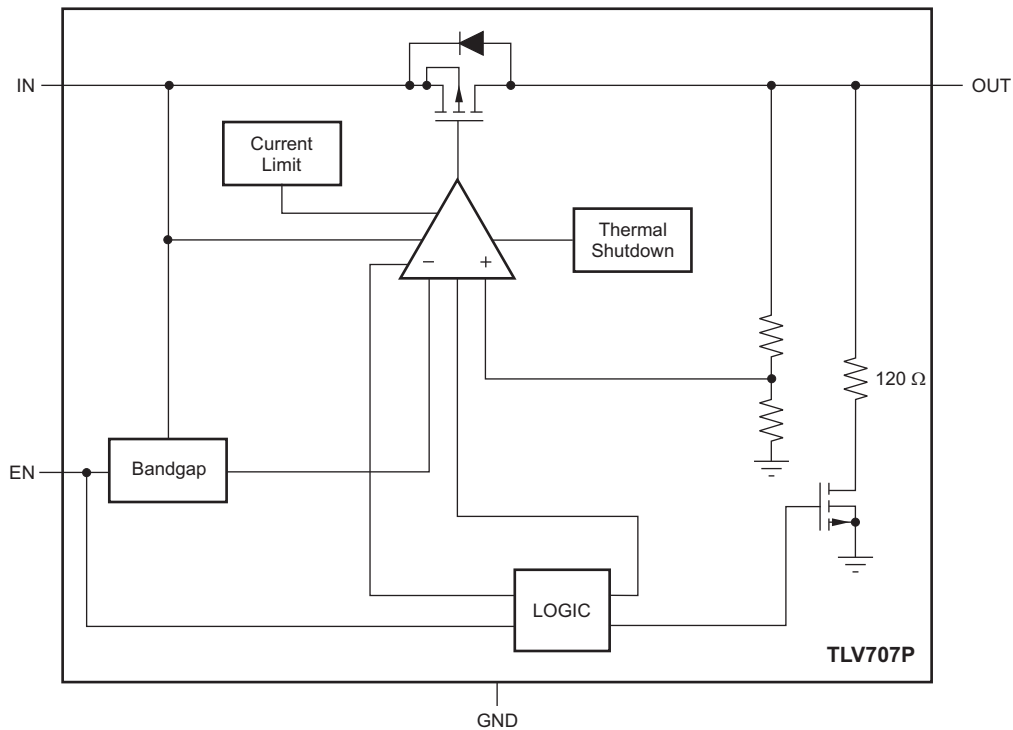 IN
OUT
Current
Limit
Thermal
Shutdown
−
+
120 Ω
EN
Bandgap
LOGIC
TLV707P
GND